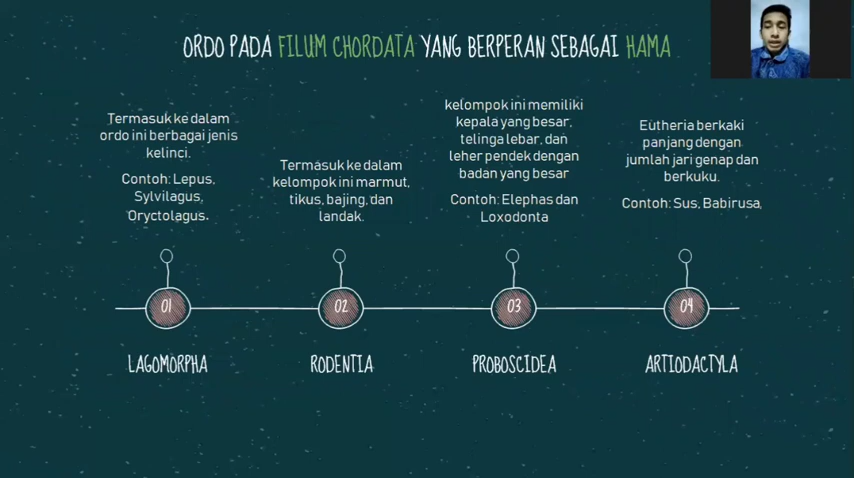 ORDO PADA FILUM CHORDATA YANG BERPERAN SEBAGAI HAMA
Termasuk ke dalam
ordo ini berbagai jenis
kelinci.
Contoh: Lepus,
Sylvilagus,
Oryctolagus.
01
LAGOMORPHA
Termasuk ke dalam
kelompok ini marmut,
tikus, bajing, dan
landak.
02
RODENTIA
kelompok ini memiliki
kepala yang besar,
telinga lebar, dan
leher pendek dengan
badan yang besar
Contoh: Elephas dan
Loxodonta
03
PROBOSCIDEA
Eutheria berkaki
panjang dengan
jumlah jari genap dan
berkuku.
Contoh: Sus, Babirusa,
04
ARTIODACTYLA